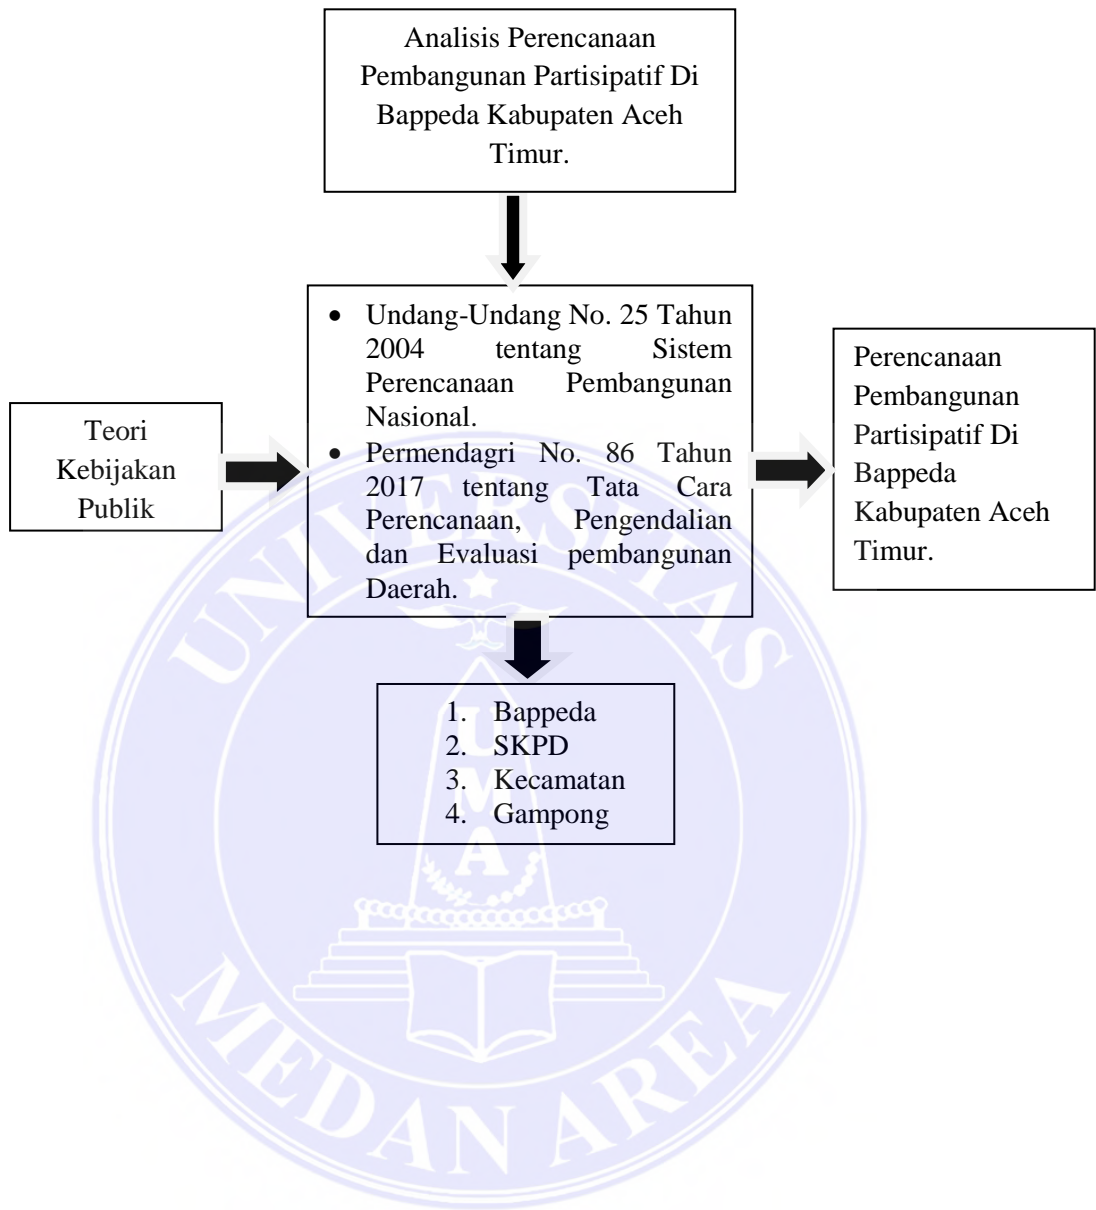 Analisis Perencanaan
Pembangunan Partisipatif Di
Bappeda Kabupaten Aceh
Timur.
• Undang-Undang No. 25 Tahun
2004 tentang Sistem
Perencanaan Pembangunan
Nasional.
• Permendagri No. 86 Tahun
2017 tentang Tata Cara
Perencanaan, Pengendalian
dan Evaluasi pembangunan
Daerah.
Teori
Kebijakan
Publik
Perencanaan
Pembangunan
Partisipatif Di
Bappeda
Kabupaten Aceh
Timur.
1. Bappeda
2. SKPD
3. Kecamatan
4. Gampong
UNIVERSITAS
MEDAN AREA
U
M
A